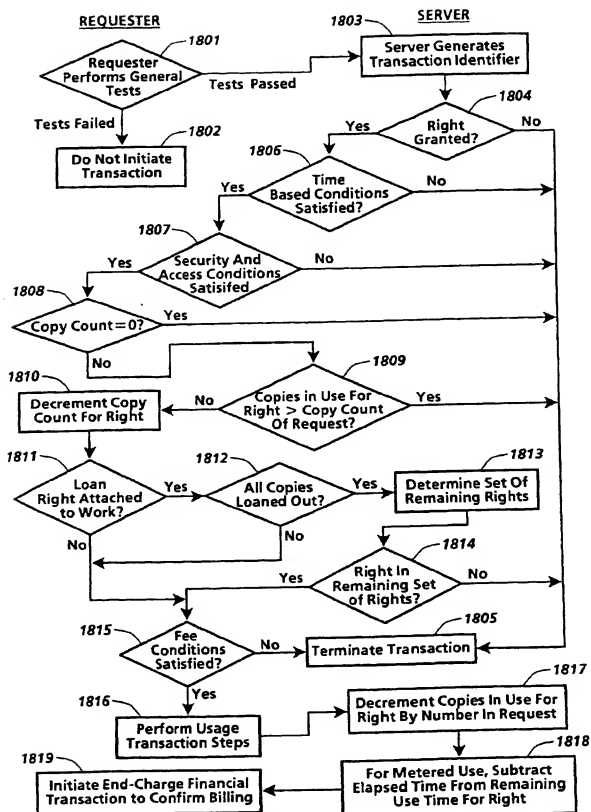 REQUESTER
SERVER
1801
Requester
Performs General
Tests
Tests Passed
Tests Failed
1802
Do Not Initiate
Transaction
1803
Server Generates
Transaction Identifier
1804
Right
Granted?
Yes
No
1806
Time
Based Conditions
Satisfied?
Yes
No
1807
Security And
Access Conditions
Satisifed
Yes
No
1808
Copy Count=0?
Yes
No
1809
Copies in Use For
Right > Copy Count
Of Request?
No
Yes
1810
Decrement Copy
Count For Right
1811
Loan
Right Attached
to Work?
Yes
No
1812
All Copies
Loaned Out?
Yes
No
1813
Determine Set Of
Remaining Rights
1814
Right In
Remaining Set
of Rights?
Yes
No
1805
Terminate Transaction
1815
Fee
Conditions
Satisfied?
No
Yes
1816
Perform Usage
Transaction Steps
1817
Decrement Copies In Use For
Right By Number In Request
1818
For Metered Use, Subtract
Elapsed Time From Remaining
Use Time For Right
1819
Initiate End-Charge Financial
Transaction to Confirm Billing